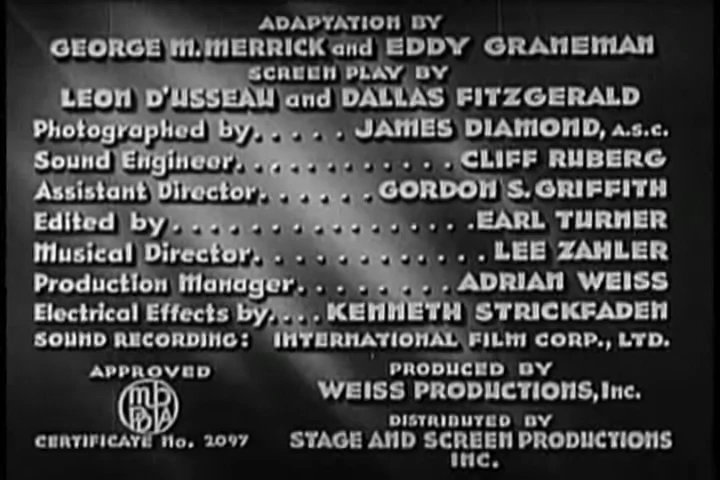 ADAPTATION BY
GEORGE M. MERRICK and EDDY GRANEMAN
SCREEN PLAY BY
LEON D'USSEAU and DALLAS FITZGERALD
Photographed by..... JAMES DIAMOND, A.S.C.
Sound Engineer............ CLIFF RUBERG
Assistant Director...... GORDON S. GRIFFITH
Edited by................ EARL TURNER
Musical Director............ LEE ZAHLER
Production Manager........ ADRIAN WEISS
Electrical Effects by.... KENNETH STRICKFADEN
SOUND RECORDING: INTERNATIONAL FILM CORP., LTD.
APPROVED
MPPDA
CERTIFICATE No. 2097
PRODUCED BY
WEISS PRODUCTIONS, Inc.
DISTRIBUTED BY
STAGE AND SCREEN PRODUCTIONS
INC.